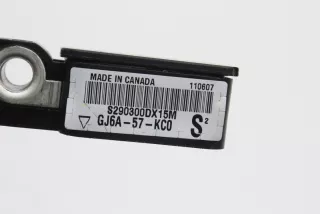 MADE IN CANADA 110607
S290300DX15M
GJ6A-57-KC0 S2